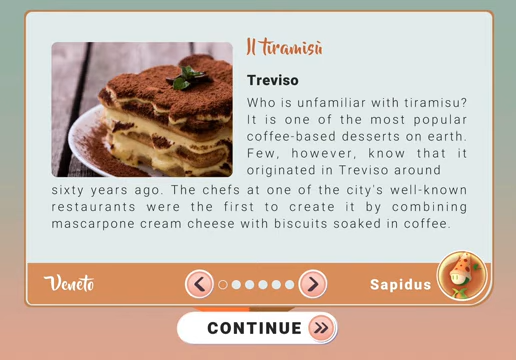 Il tiramisù
Treviso
Who is unfamiliar with tiramisu?
It is one of the most popular
coffee-based desserts on earth.
Few, however, know that it
originated in Treviso around
sixty years ago. The chefs at one of the city's well-known
restaurants were the first to create it by combining
mascarpone cream cheese with biscuits soaked in coffee.
Veneto
Sapidus
CONTINUE